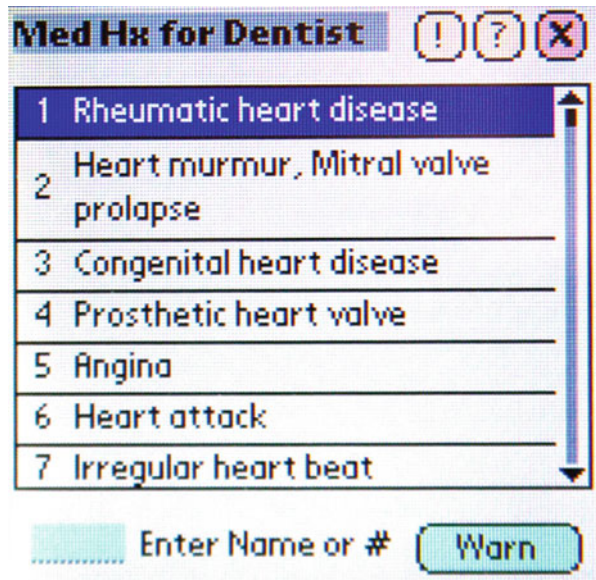 Med Hx for Dentist ! ? X
1 Rheumatic heart disease
2 Heart murmur, Mitral valve
prolapse
3 Congenital heart disease
4 Prosthetic heart valve
5 Angina
6 Heart attack
7 Irregular heart beat
Enter Name or # Warn